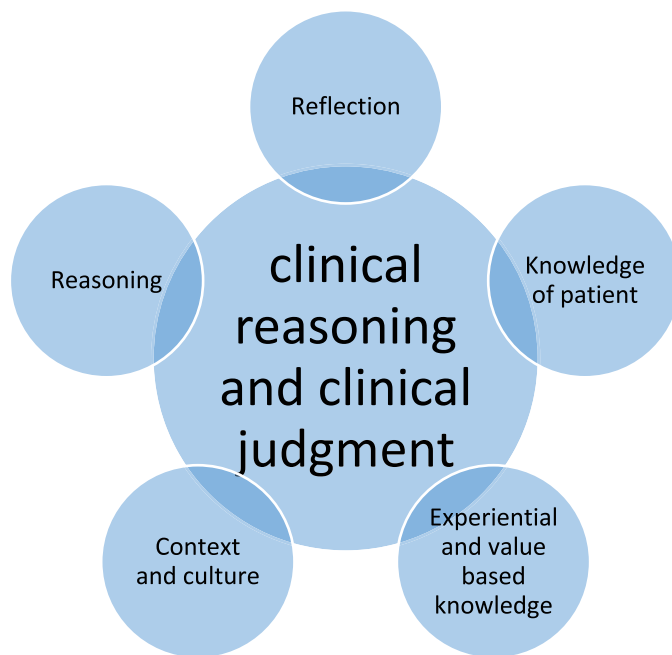 Reflection
Reasoning
Knowledge
of patient
clinical
reasoning
and clinical
judgment
Context
and culture
Experiential
and value
based
knowledge